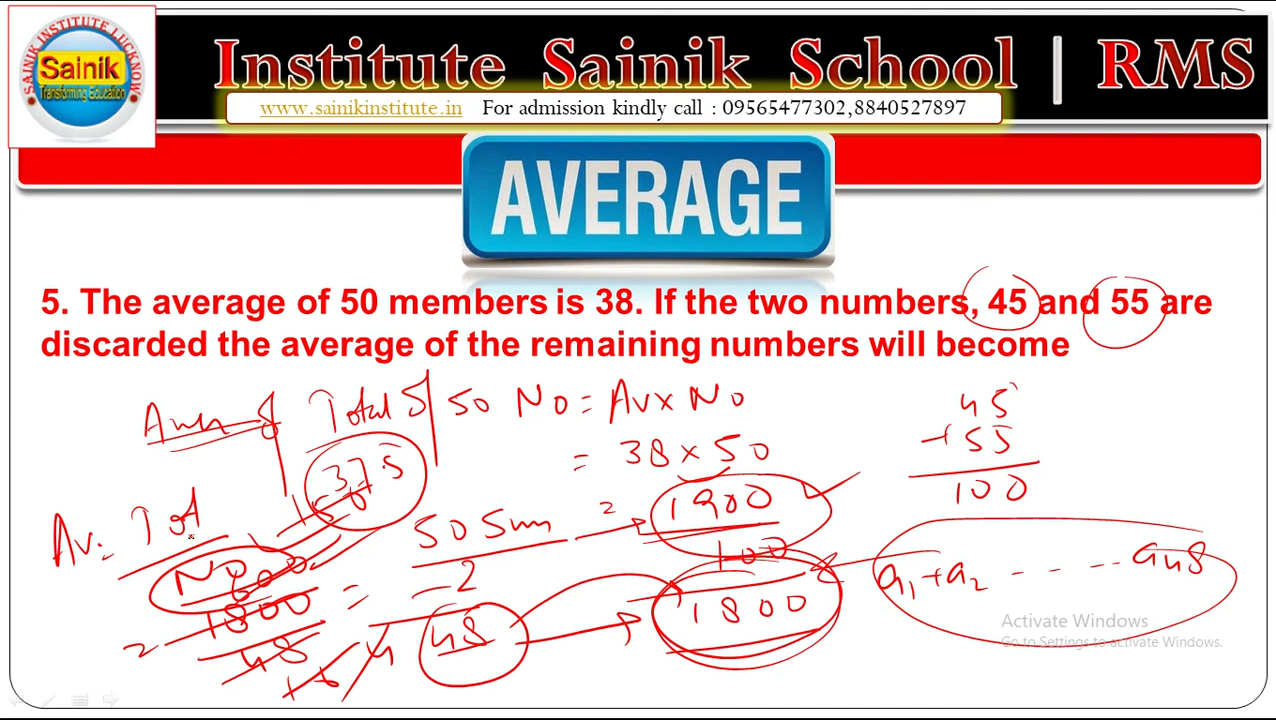 SAINIK INSTITUTE LUCKNOW
Sainik
Transforming Education
Institute Sainik School | RMS
www.sainikinstitute.in For admission kindly call : 09565477302,8840527897
AVERAGE
5. The average of 50 members is 38. If the two numbers, 45 and 55 are
discarded the average of the remaining numbers will become
Total of 50 No = Av x No
= 38 x 50
= 1900
45
+ 55
100
37.5
Av =
No
50 Sum
- 2
48
100
1800
a1 + a2 - - - - - a48
= 1800
48
Activate Windows
Go to Settings to activate Windows.